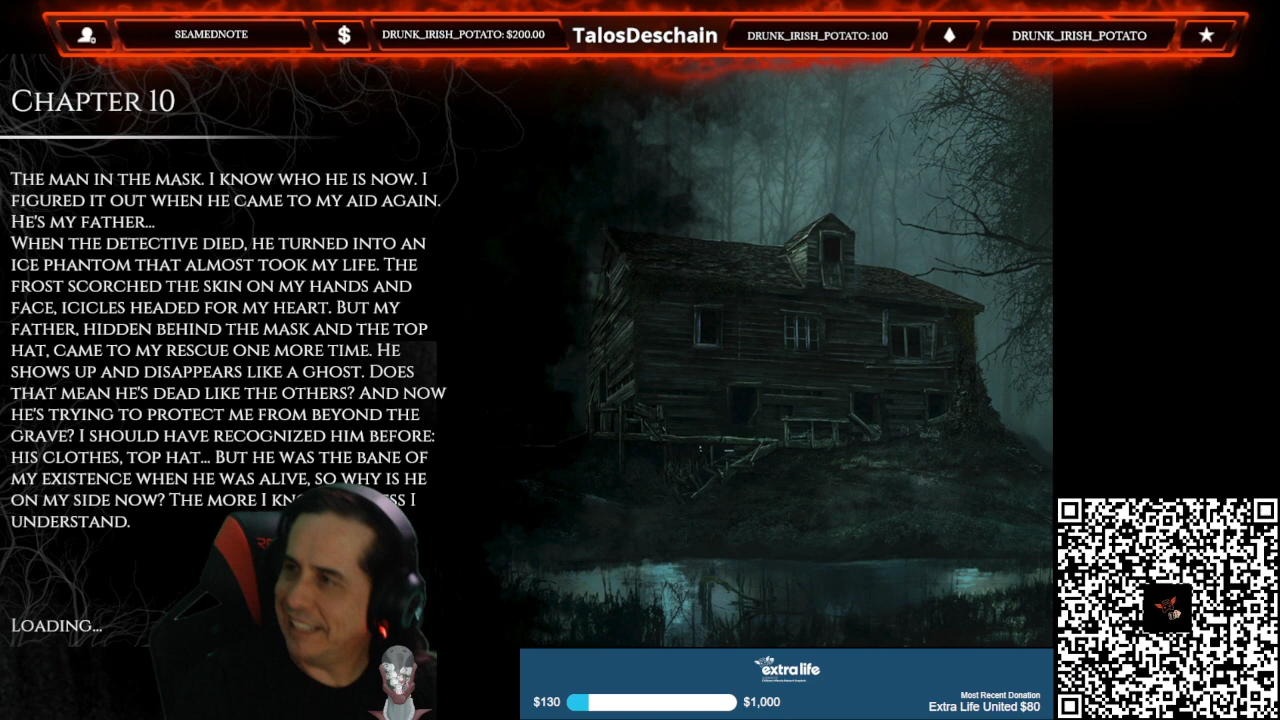 SEAMEDNOTE
$
DRUNK_IRISH_POTATO: $200.00
TalosDeschain
DRUNK_IRISH_POTATO: 100
DRUNK_IRISH_POTATO
Chapter 10
The man in the mask. I know who he is now. I
figured it out when he came to my aid again.
He's my father...
When the detective died, he turned into an
ice phantom that almost took my life. The
frost scorched the skin on my hands and
face, icicles headed for my heart. But my
father, hidden behind the mask and the top
hat, came to my rescue one more time. He
shows up and disappears like a ghost. Does
that mean he's dead like the others? And now
he's trying to protect me from beyond the
grave? I should have recognized him before:
his clothes, top hat... But he was the bane of
my existence when he was alive, so why is he
on my side now? The more I I
understand.
Loading...
extra life
$130
$1,000
Most Recent Donation
Extra Life United $80